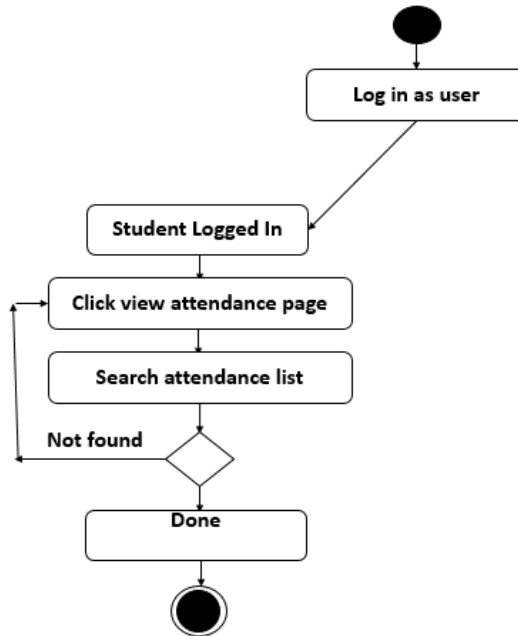 Log in as user
Student Logged In
Click view attendance page
Search attendance list
Not found
Done